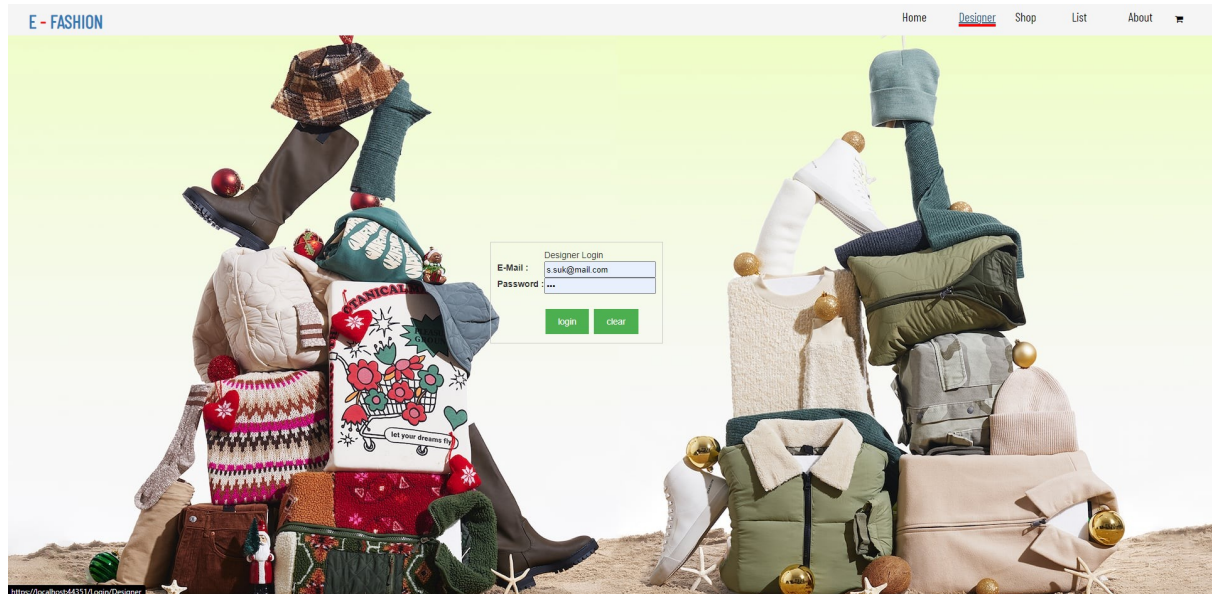 E - FASHION
Home Designer Shop List About
Designer Login
E-Mail : s.suk@mail.com
Password : •••
login clear
let your dreams fly
https://localhost:44351/Login/Designer